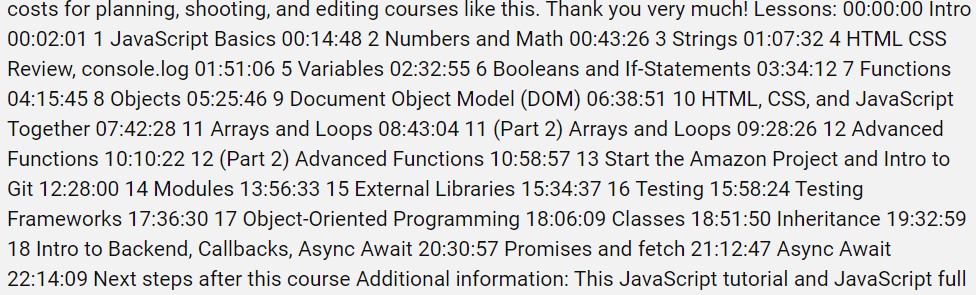 costs for planning, shooting, and editing courses like this. Thank you very much! Lessons: 00:00:00 Intro
00:02:01 1 JavaScript Basics 00:14:48 2 Numbers and Math 00:43:26 3 Strings 01:07:32 4 HTML CSS
Review, console.log 01:51:06 5 Variables 02:32:55 6 Booleans and If-Statements 03:34:12 7 Functions
04:15:45 8 Objects 05:25:46 9 Document Object Model (DOM) 06:38:51 10 HTML, CSS, and JavaScript
Together 07:42:28 11 Arrays and Loops 08:43:04 11 (Part 2) Arrays and Loops 09:28:26 12 Advanced
Functions 10:10:22 12 (Part 2) Advanced Functions 10:58:57 13 Start the Amazon Project and Intro to
Git 12:28:00 14 Modules 13:56:33 15 External Libraries 15:34:37 16 Testing 15:58:24 Testing
Frameworks 17:36:30 17 Object-Oriented Programming 18:06:09 Classes 18:51:50 Inheritance 19:32:59
18 Intro to Backend, Callbacks, Async Await 20:30:57 Promises and fetch 21:12:47 Async Await
22:14:09 Next steps after this course Additional information: This JavaScript tutorial and JavaScript full